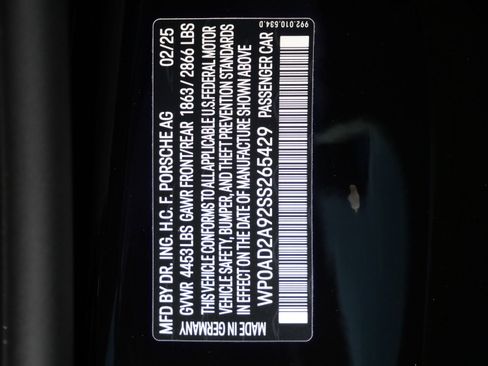 MFD BY DR. ING. H.C. F. PORSCHE AG 02/25
GVWR 4453 LBS GAWR FRONT/REAR 1863 / 2866 LBS
THIS VEHICLE CONFORMS TO ALL APPLICABLE U.S. FEDERAL MOTOR
VEHICLE SAFETY, BUMPER, AND THEFT PREVENTION STANDARDS
IN EFFECT ON THE DATE OF MANUFACTURE SHOWN ABOVE
WP0AD2A92SS265429 PASSENGER CAR
MADE IN GERMANY
992.010.534.0